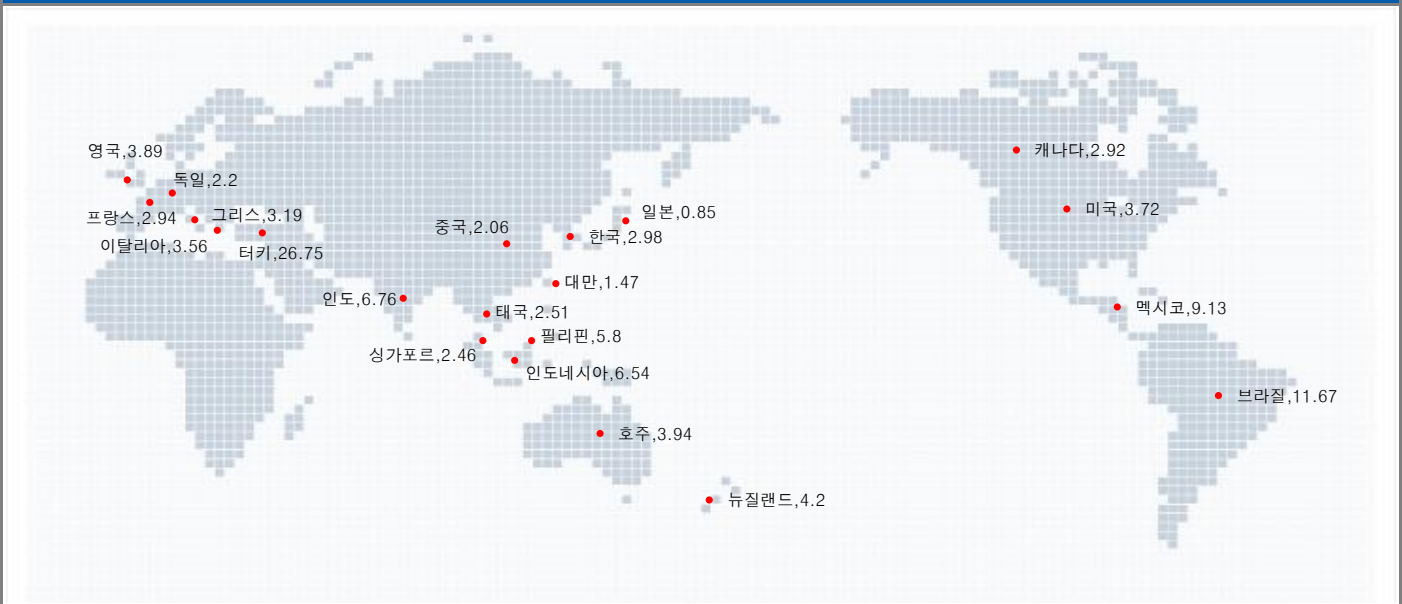 영국,3.89
캐나다,2.92
독일,2.2
미국,3.72
일본,0.85
그리스,3.19
프랑스,2.94
중국,2.06
한국,2.98
이탈리아,3.56
터키,26.75
대만,1.47
인도,6.76
멕시코,9.13
태국,2.51
필리핀,5.8
싱가포르,2.46
인도네시아,6.54
브라질,11.67
호주,3.94
뉴질랜드,4.2